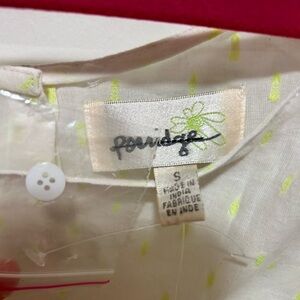 porridge
S
MADE IN
INDIA
FABRIQUE
EN INDE